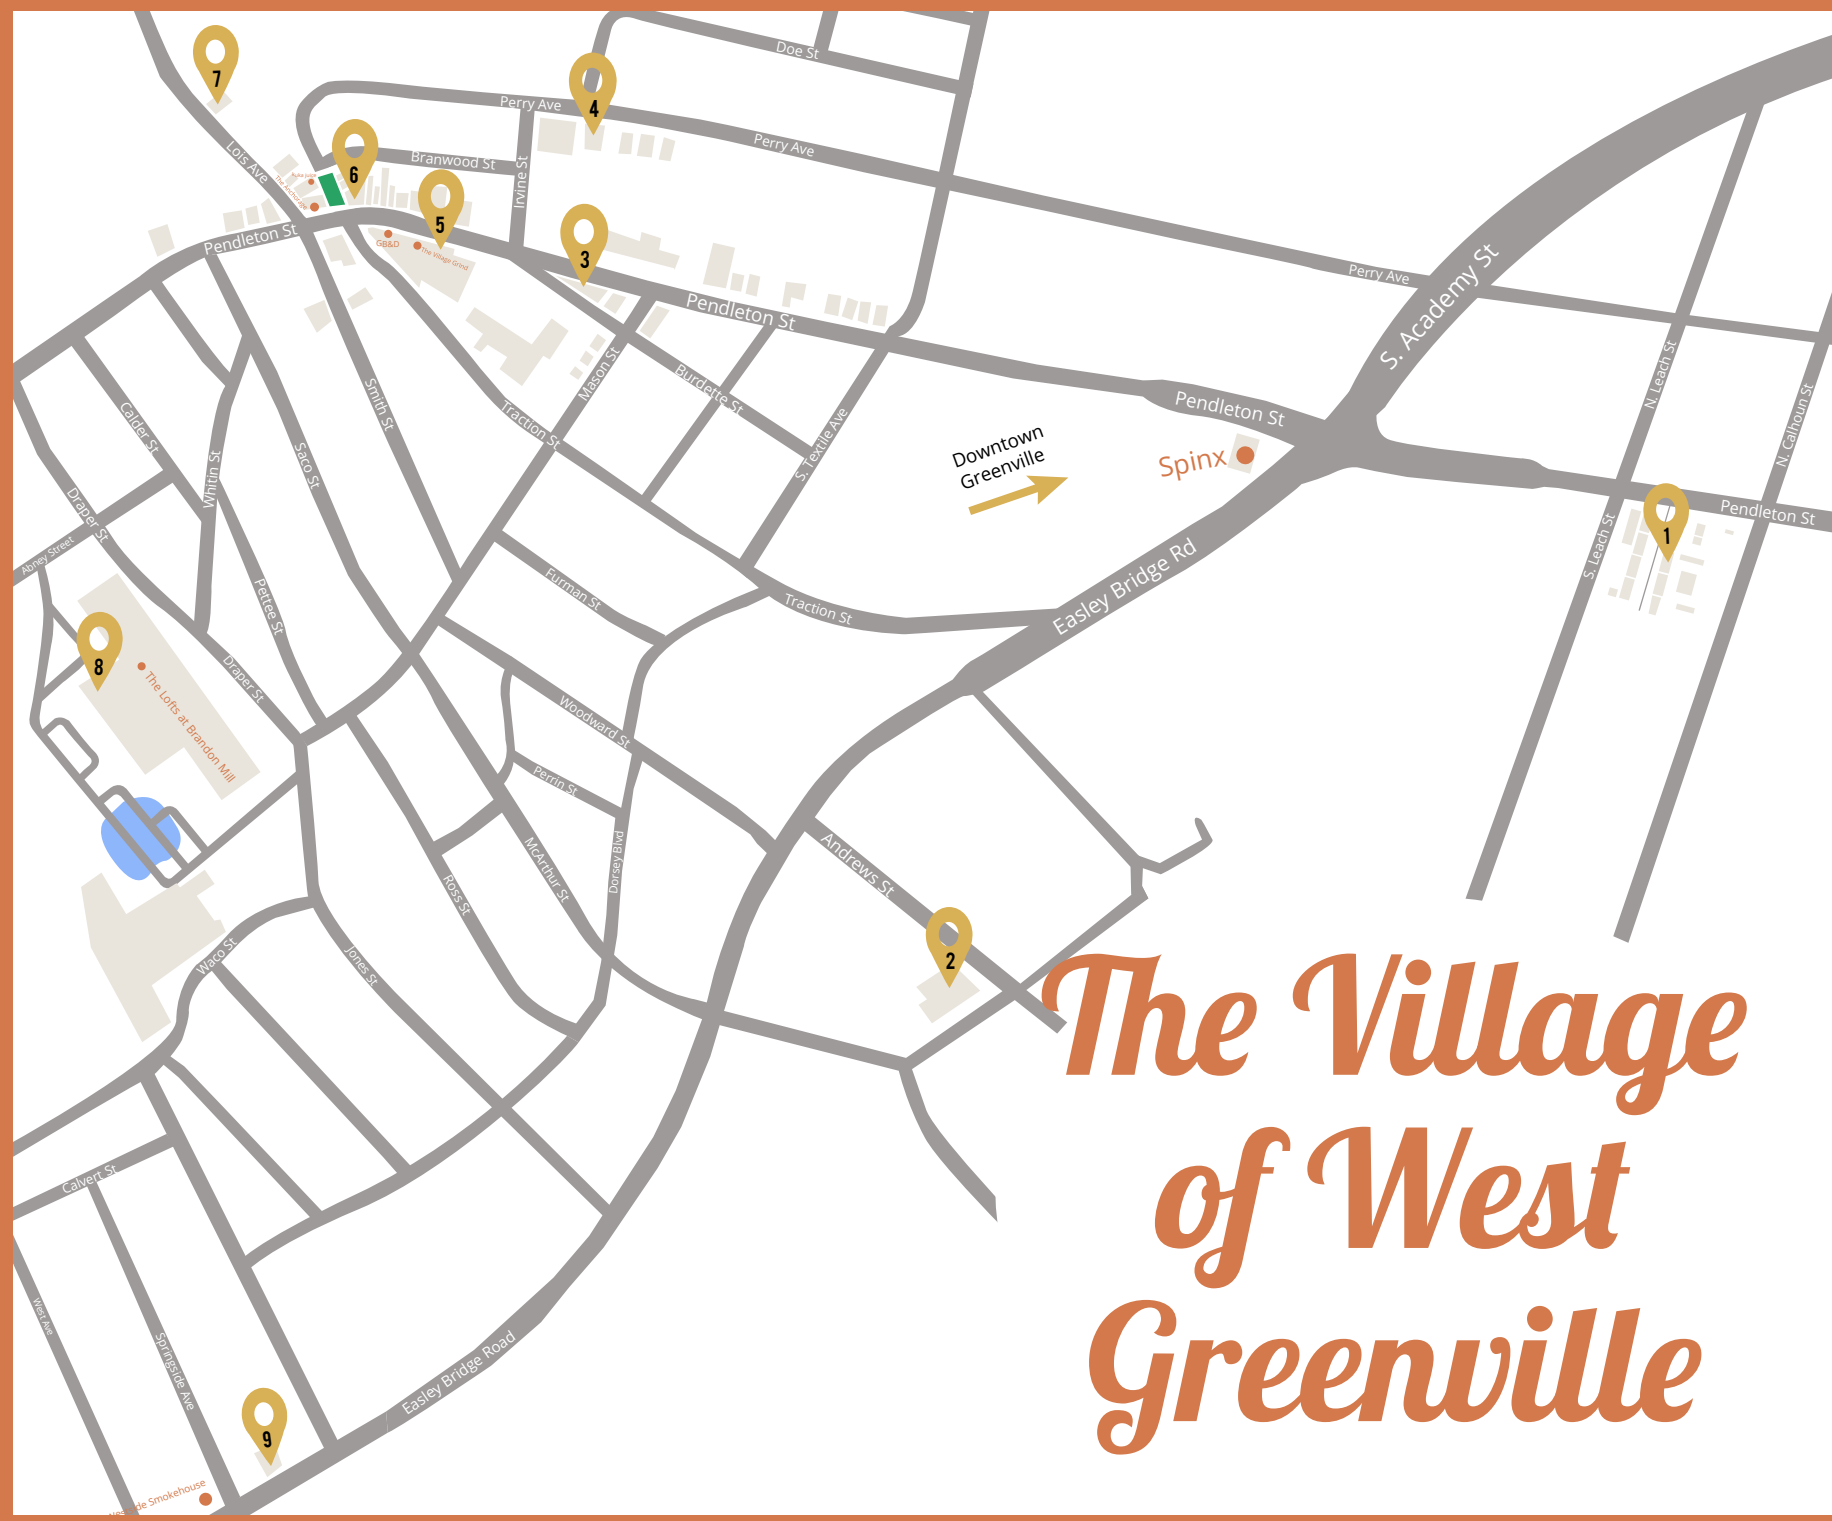 Doe St
7
4
Perry Ave
Perry Ave
Lois Ave
6
Branwood St
Irvine St
The Anchorage
5
Pendleton St
GB&D
The Village Grind
3
Pendleton St
Perry Ave
S. Academy St
N. Leach St
N. Calhoun St
Calder St
Smith St
Mason St
Burdette St
Traction St
S. Textile Ave
Pendleton St
Downtown
Greenville
Spinx
Saco St
Whitin St
Draper St
Abney Street
1
Pendleton St
S. Leach St
Pettee St
Furman St
Traction St
Easley Bridge Rd
8
The Lofts at Brandon Mill
Draper St
Woodward St
Perrin St
McArthur St
Dorsey Blvd
Ross St
Andrews St
2
Waco St
Jones St
The Village
of West
Greenville
Calvert St
West Ave
Springside Ave
Easley Bridge Road
9
Smokehouse